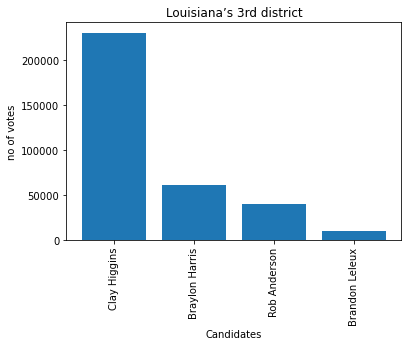 Louisiana’s 3rd district
no of votes
200000
150000
100000
50000
0
Clay Higgins
Braylon Harris
Rob Anderson
Brandon Leleux
Candidates